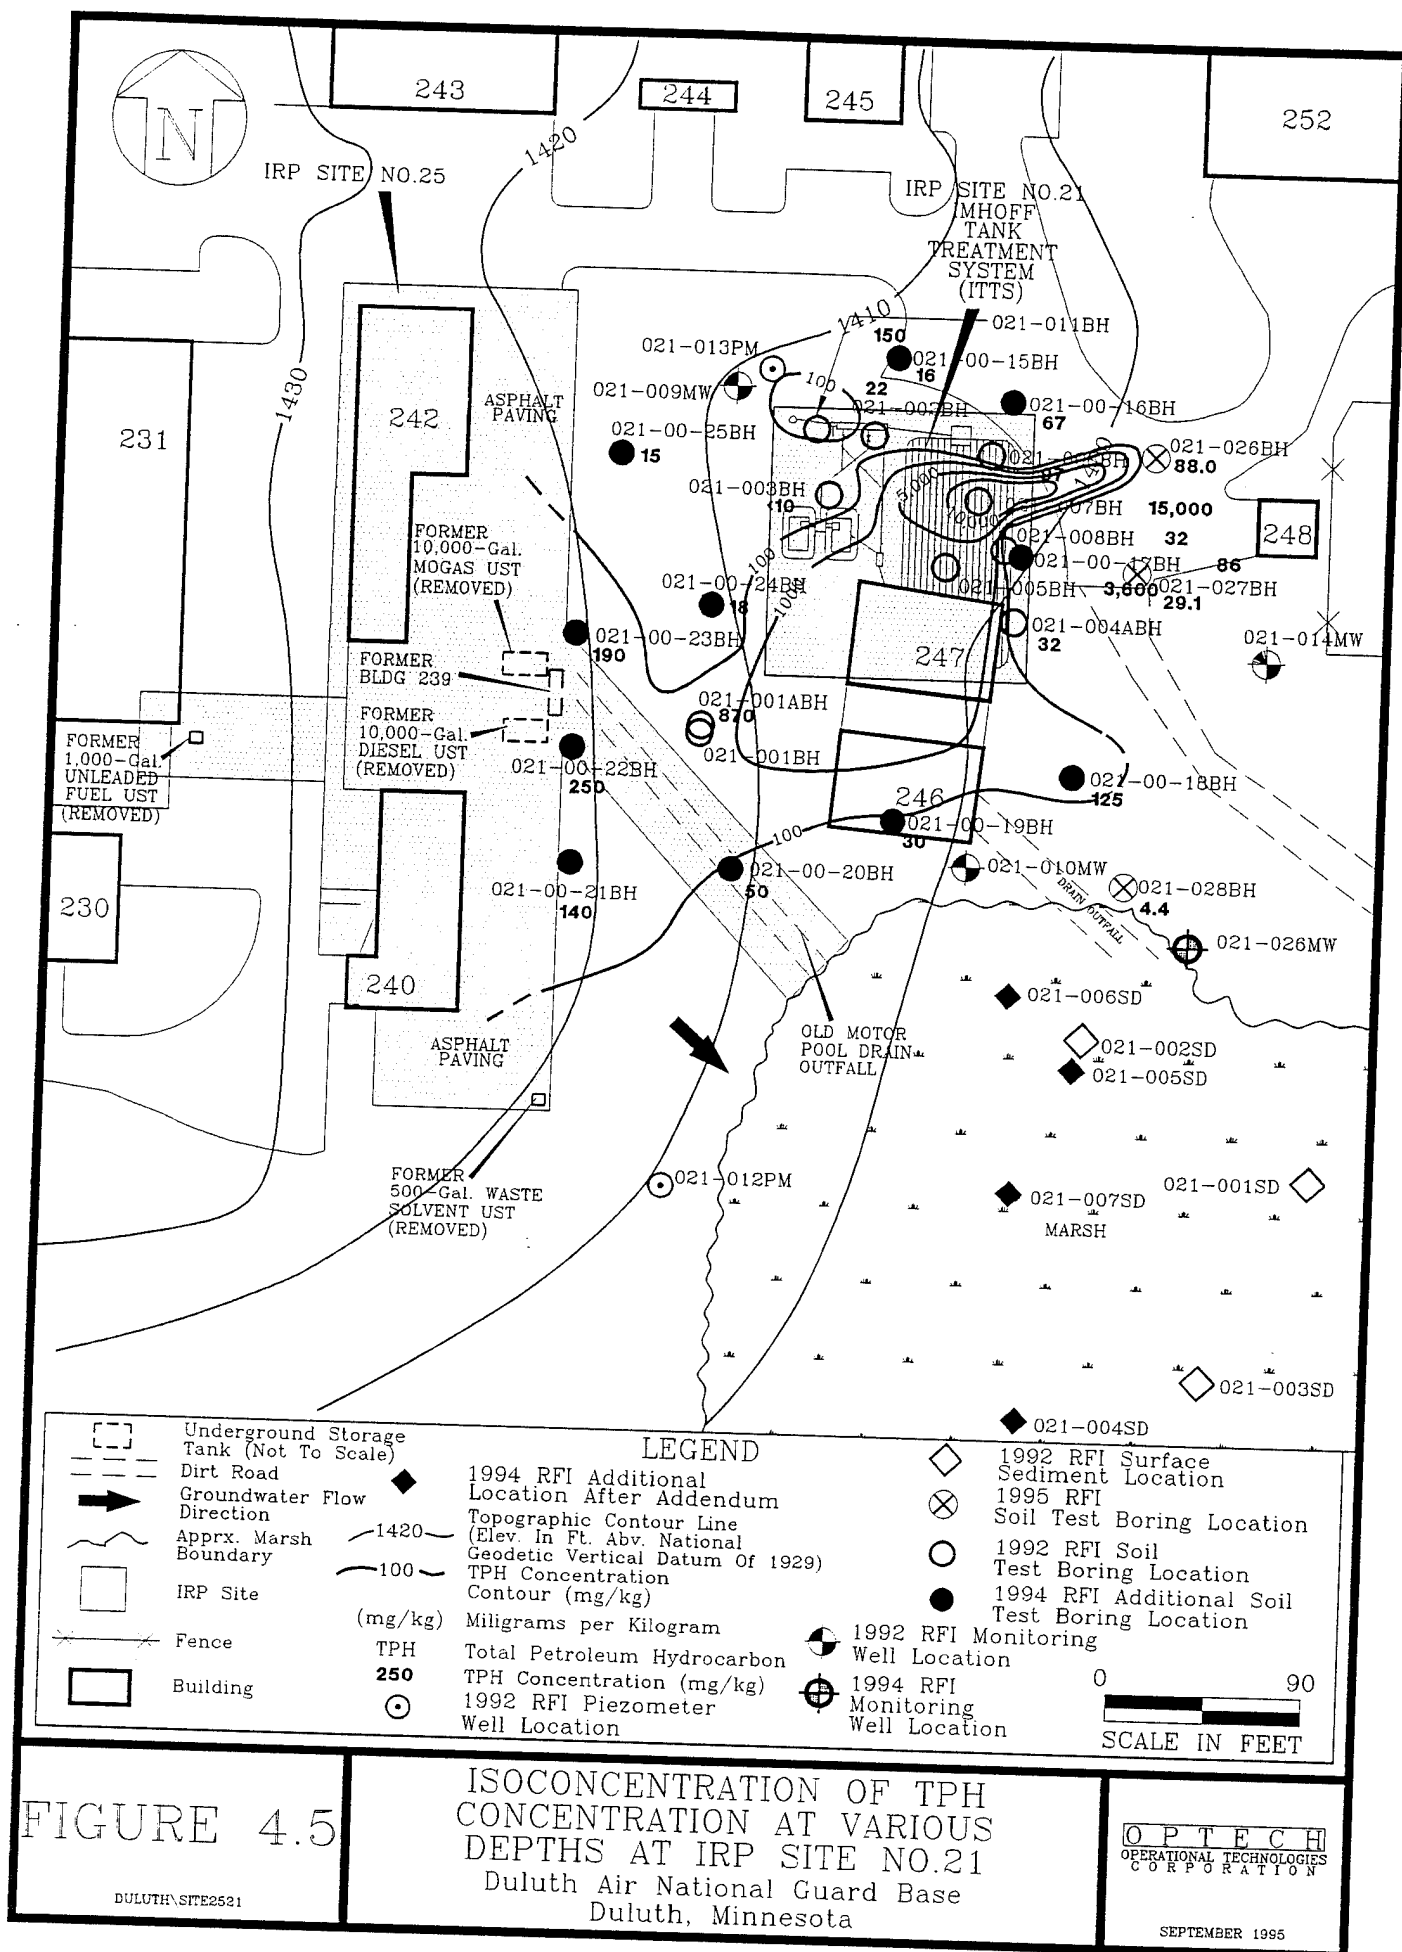 243
244
245
252
N
1420
IRP SITE NO.25
IRP SITE NO.21
IMHOFF
TANK
TREATMENT
SYSTEM
(ITTS)
1410
021-011BH
150
021-00-15BH
16
021-013PM
021-009MW
100
22
021-002BH
021-00-16BH
67
1430
231
242
ASPHALT
PAVING
021-00-25BH
15
021-026BH
88.0
021-003BH
<10
5,000
10,000
15,000
021-008BH
32
248
FORMER
10,000-Gal.
MOGAS UST
(REMOVED)
100
1000
021-00-17BH
86
021-00-24BH
18
021-005BH
3,600
021-027BH
29.1
021-00-23BH
190
021-004ABH
32
021-014MW
247
FORMER
BLDG 239
021-001ABH
870
FORMER
10,000-Gal.
DIESEL UST
(REMOVED)
021-001BH
FORMER
1,000-Gal.
UNLEADED
FUEL UST
(REMOVED)
021-00-22BH
250
021-00-18BH
125
246
021-00-19BH
30
100
021-010MW
021-00-20BH
50
021-00-21BH
140
021-028BH
4.4
DRAIN OUTFALL
230
021-026MW
240
021-006SD
OLD MOTOR
POOL DRAIN
OUTFALL
021-002SD
021-005SD
ASPHALT
PAVING
FORMER
500-Gal. WASTE
SOLVENT UST
(REMOVED)
021-012PM
021-001SD
021-007SD
MARSH
021-003SD
021-004SD
LEGEND
Underground Storage
Tank (Not To Scale)
Dirt Road
Groundwater Flow
Direction
Apprx. Marsh
Boundary
IRP Site
Fence
Building
1994 RFI Additional
Location After Addendum
1420
Topographic Contour Line
(Elev. In Ft. Abv. National
Geodetic Vertical Datum Of 1929)
100
TPH Concentration
Contour (mg/kg)
(mg/kg) Miligrams per Kilogram
TPH Total Petroleum Hydrocarbon
250 TPH Concentration (mg/kg)
1992 RFI Piezometer
Well Location
1992 RFI Surface
Sediment Location
1995 RFI
Soil Test Boring Location
1992 RFI Soil
Test Boring Location
1994 RFI Additional Soil
Test Boring Location
1992 RFI Monitoring
Well Location
1994 RFI
Monitoring
Well Location
0 90
SCALE IN FEET
FIGURE 4.5
DULUTH\SITE2521
ISOCONCENTRATION OF TPH
CONCENTRATION AT VARIOUS
DEPTHS AT IRP SITE NO.21
Duluth Air National Guard Base
Duluth, Minnesota
OPTECH
OPERATIONAL TECHNOLOGIES
CORPORATION
SEPTEMBER 1995